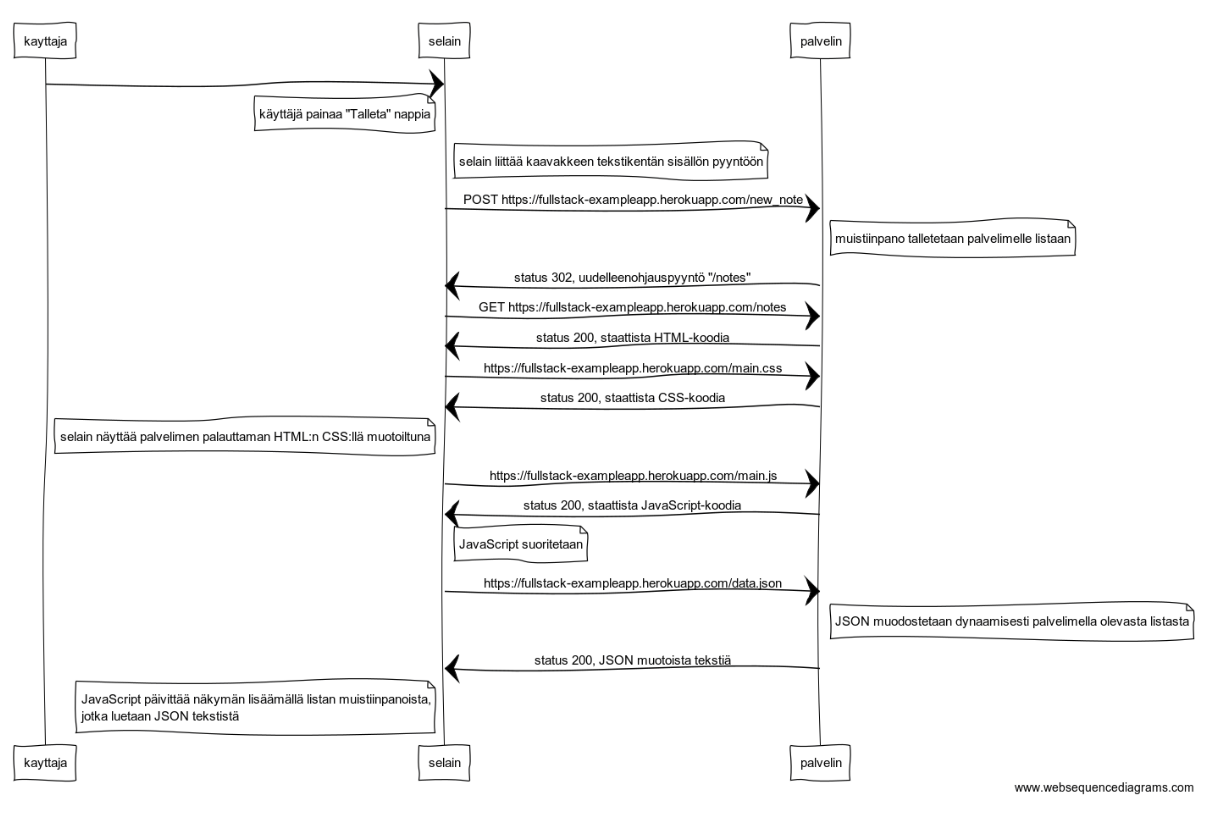 kayttaja
selain
palvelin
käyttäjä painaa "Talleta" nappia
selain liittää kaavakkeen tekstikentän sisällön pyyntöön
POST https://fullstack-exampleapp.herokuapp.com/new_note
muistiinpano talletetaan palvelimelle listaan
status 302, uudelleenohjauspyyntö "/notes"
GET https://fullstack-exampleapp.herokuapp.com/notes
status 200, staattista HTML-koodia
https://fullstack-exampleapp.herokuapp.com/main.css
status 200, staattista CSS-koodia
selain näyttää palvelimen palauttaman HTML:n CSS:llä muotoiltuna
https://fullstack-exampleapp.herokuapp.com/main.js
status 200, staattista JavaScript-koodia
JavaScript suoritetaan
https://fullstack-exampleapp.herokuapp.com/data.json
JSON muodostetaan dynaamisesti palvelimella olevasta listasta
status 200, JSON muotoista tekstiä
JavaScript päivittää näkymän lisäämällä listan muistiinpanoista,
jotka luetaan JSON tekstistä
kayttaja
selain
palvelin
www.websequencediagrams.com